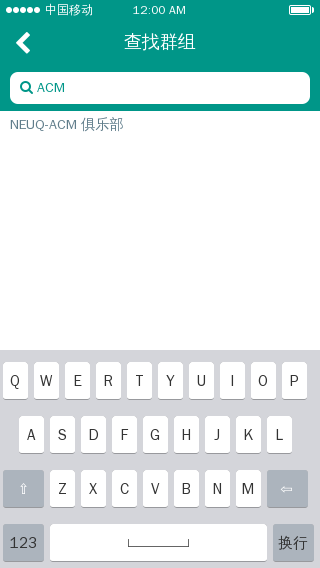 中国移动 12:00 AM
查找群组
ACM
NEUQ-ACM 俱乐部
Q W E R T Y U I O P
A S D F G H J K L
⇧ Z X C V B N M ⇦
123 换行